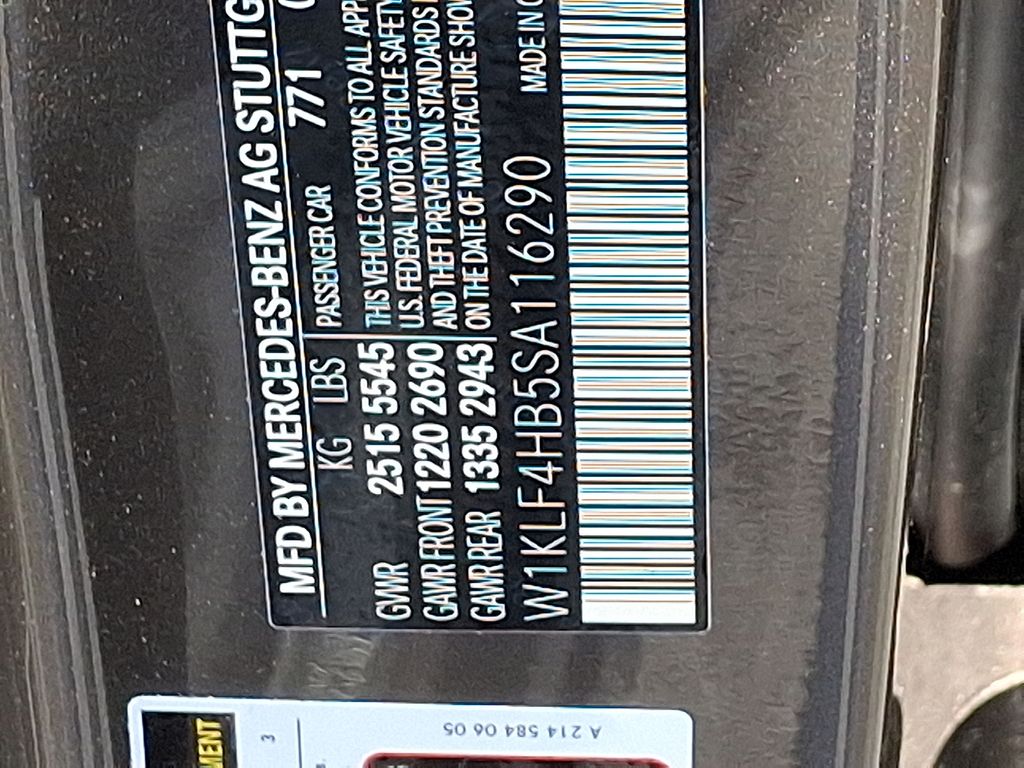 MFD BY MERCEDES-BENZ AG STUTTG
KG LBS PASSENGER CAR 771
GVWR 2515 5545
GAWR FRONT 1220 2690
GAWR REAR 1335 2943
THIS VEHICLE CONFORMS TO ALL APP
U.S. FEDERAL MOTOR VEHICLE SAFETY
AND THEFT PREVENTION STANDARDS
ON THE DATE OF MANUFACTURE SHOW
W1KLF4HB5SA116290 MADE IN
MENT
3
A 214 584 06 05